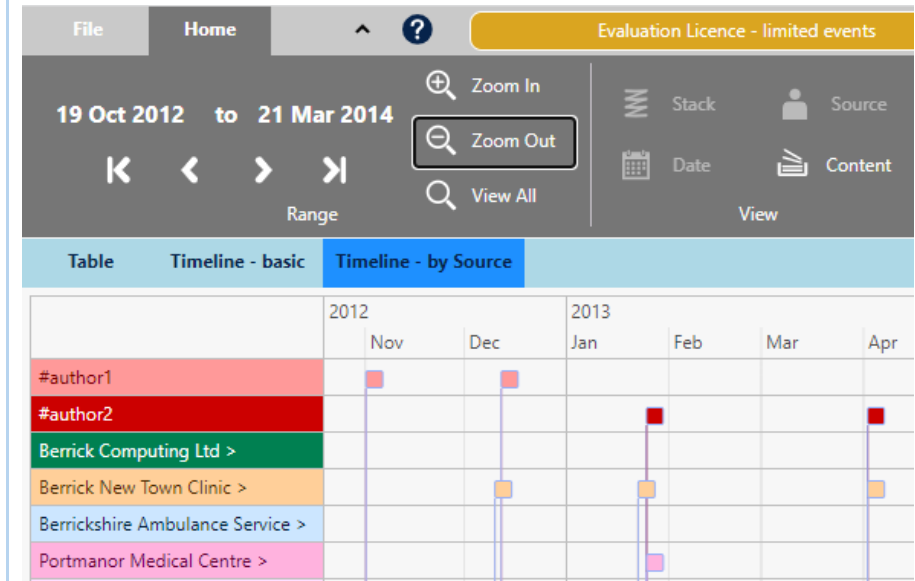 File Home ? Evaluation Licence - limited events
Zoom In
19 Oct 2012 to 21 Mar 2014
Zoom Out
View All
Range
Stack Source
Date Content
View
Table Timeline - basic Timeline - by Source
2012 2013
Nov Dec Jan Feb Mar Apr
#author1
#author2
Berrick Computing Ltd >
Berrick New Town Clinic >
Berrickshire Ambulance Service >
Portmanor Medical Centre >